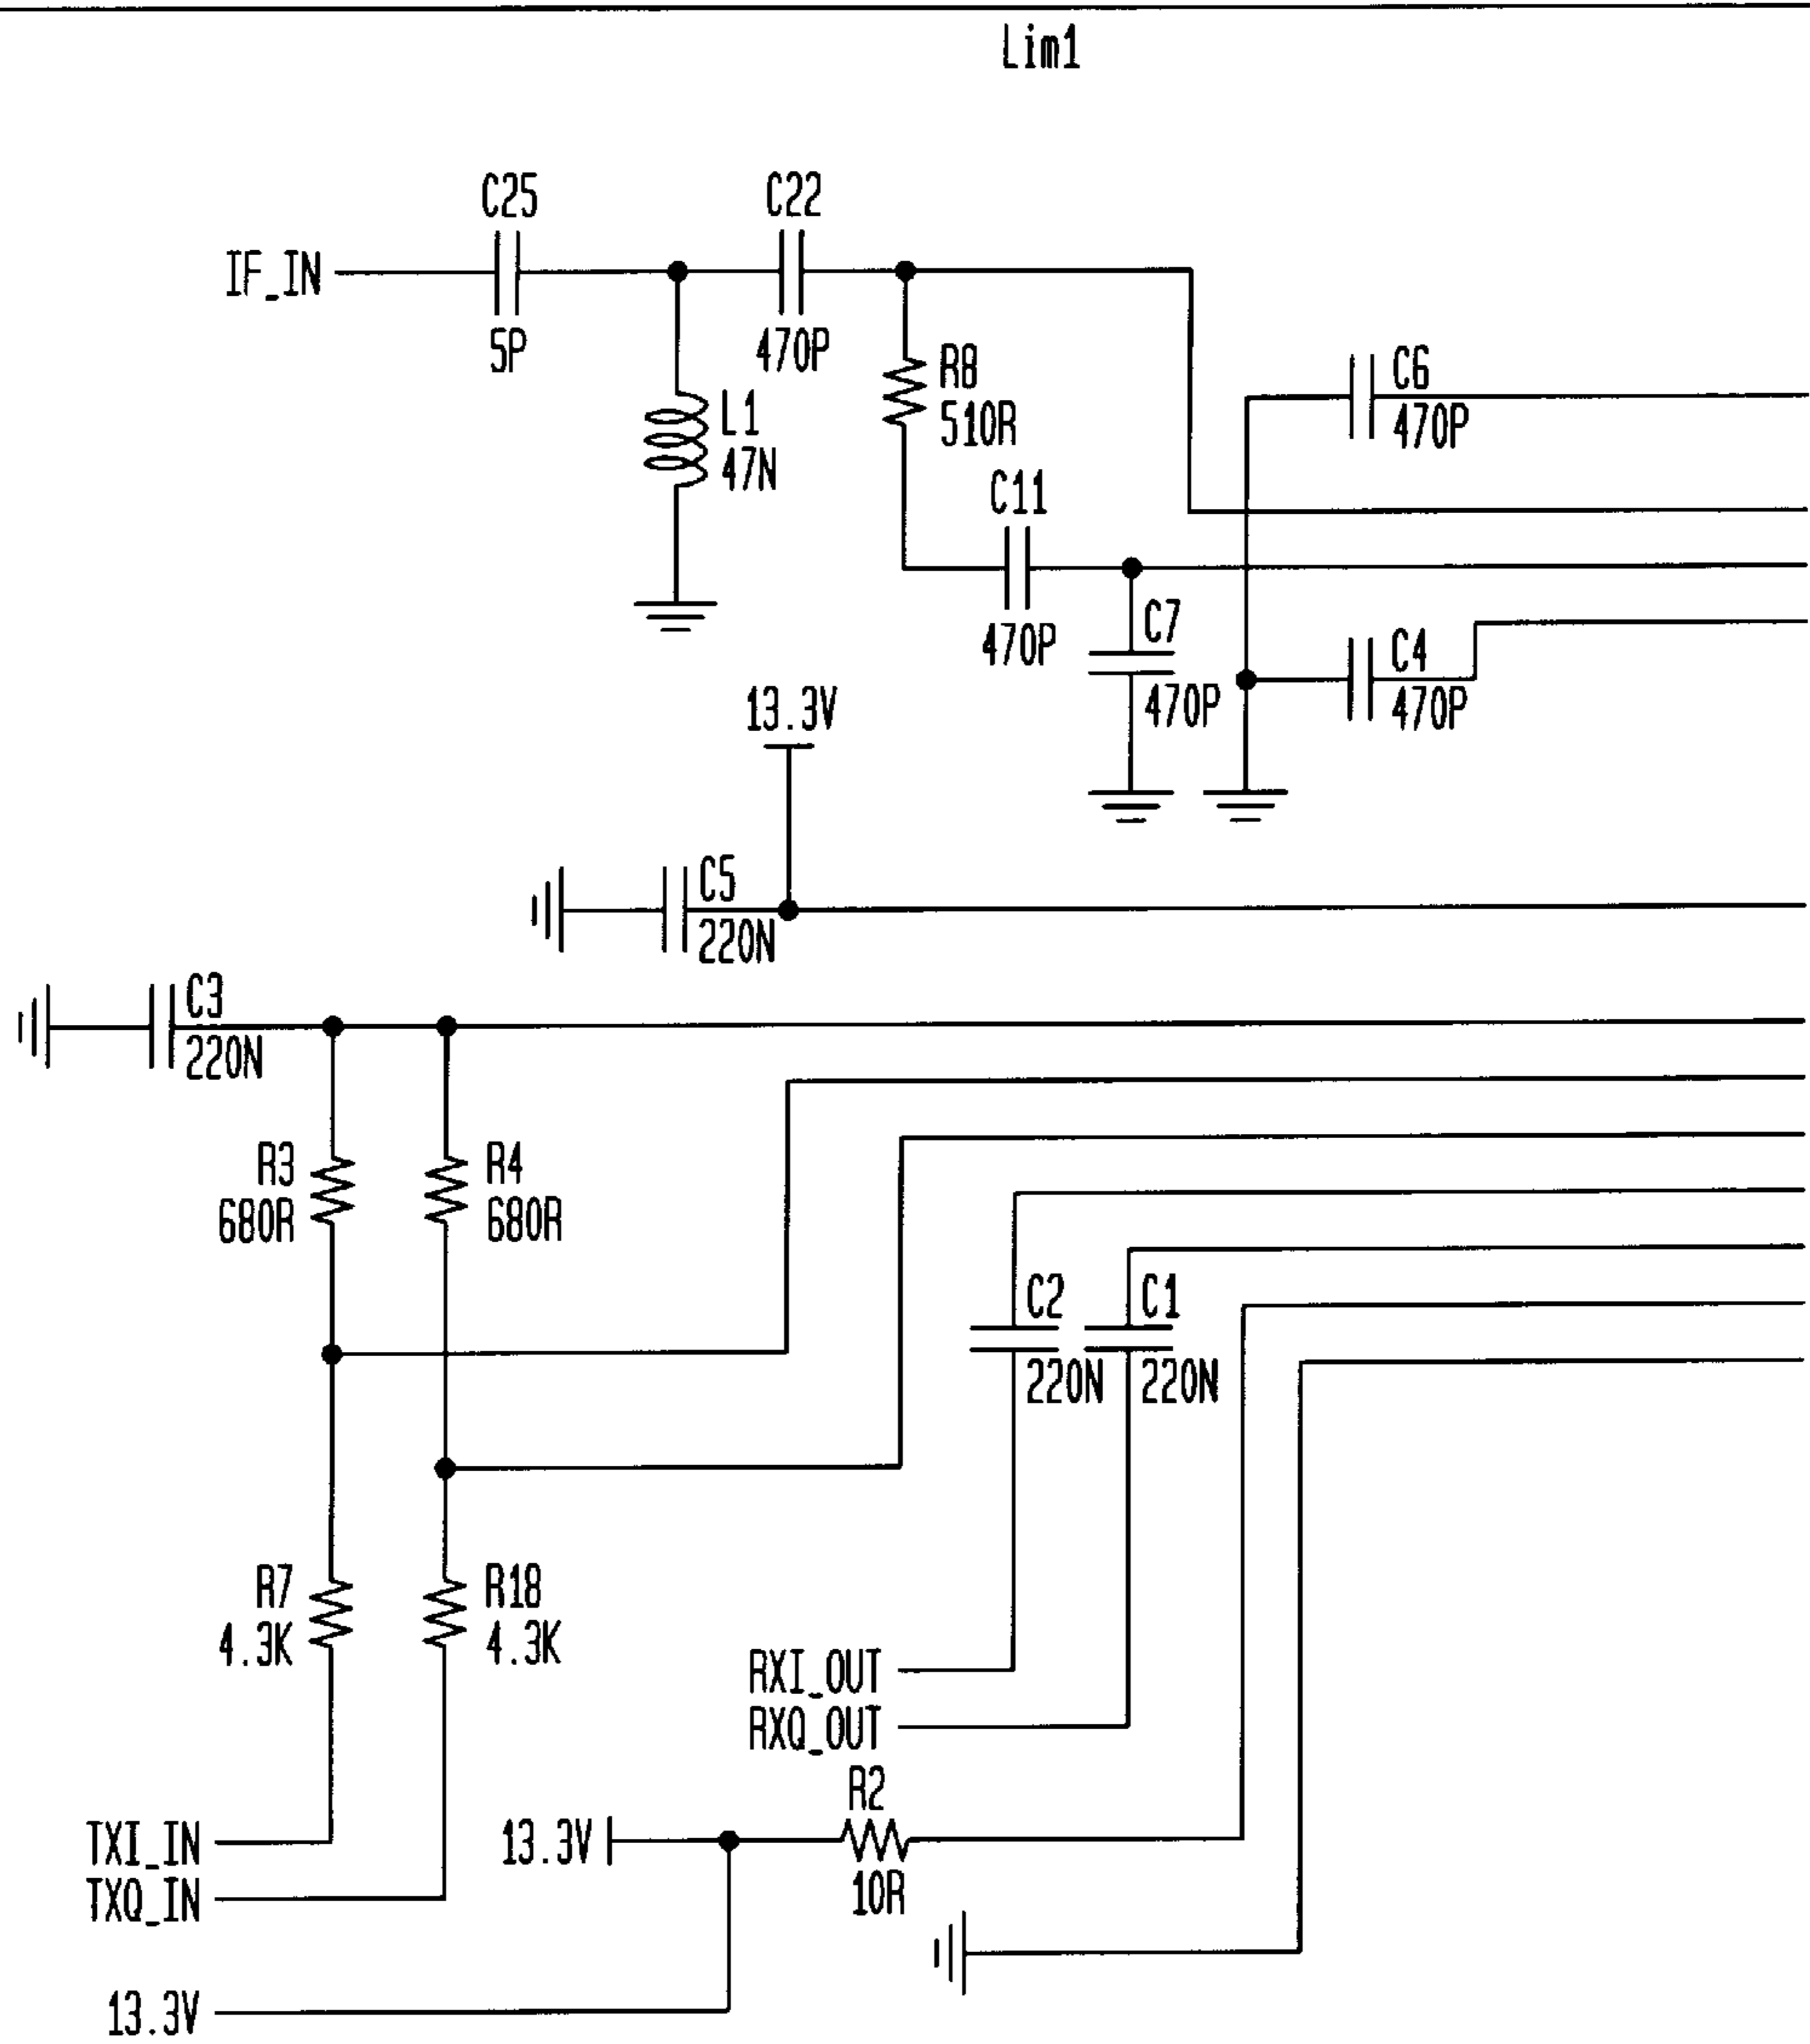 Lim1
C25
C22
IF_IN
5P
470P
R8
510R
C6
470P
L1
47N
C11
470P
C7
470P
C4
470P
13.3V
C5
220N
C3
220N
R3
680R
R4
680R
C2
220N
C1
220N
R7
4.3K
R18
4.3K
RXI_OUT
RXQ_OUT
R2
10R
TXI_IN
TXQ_IN
13.3V
13.3V